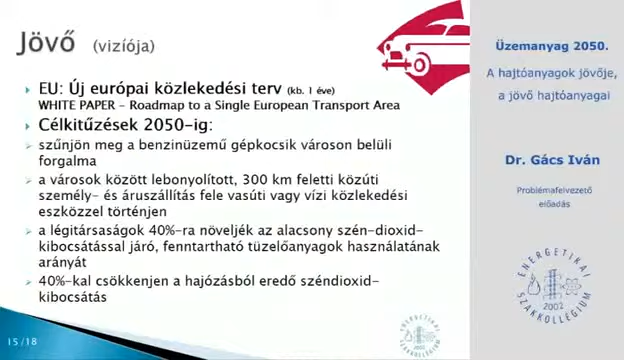 Jövő (vizíója)
EU: Új európai közlekedési terv (kb. 1 éve)
WHITE PAPER – Roadmap to a Single European Transport Area
Célkitűzések 2050-ig:
szűnjön meg a benzinüzemű gépkocsik városon belüli
forgalma
a városok között lebonyolított, 300 km feletti közúti
személy- és áruszállítás fele vasúti vagy vízi közlekedési
eszközzel történjen
a légitársaságok 40%-ra növeljék az alacsony szén-dioxid-
kibocsátással járó, fenntartható tüzelőanyagok használatának
arányát
40%-kal csökkenjen a hajózásból eredő széndioxid-
kibocsátás
15/18
ENERGETIKAI
SZAKKOLLÉGIUM
2002
Üzemanyag 2050.
A hajtóanyagok jövője,
a jövő hajtóanyagai
Dr. Gács Iván
Problémafelvezető
előadás
ENERGETIKAI
SZAKKOLLÉGIUM
2002